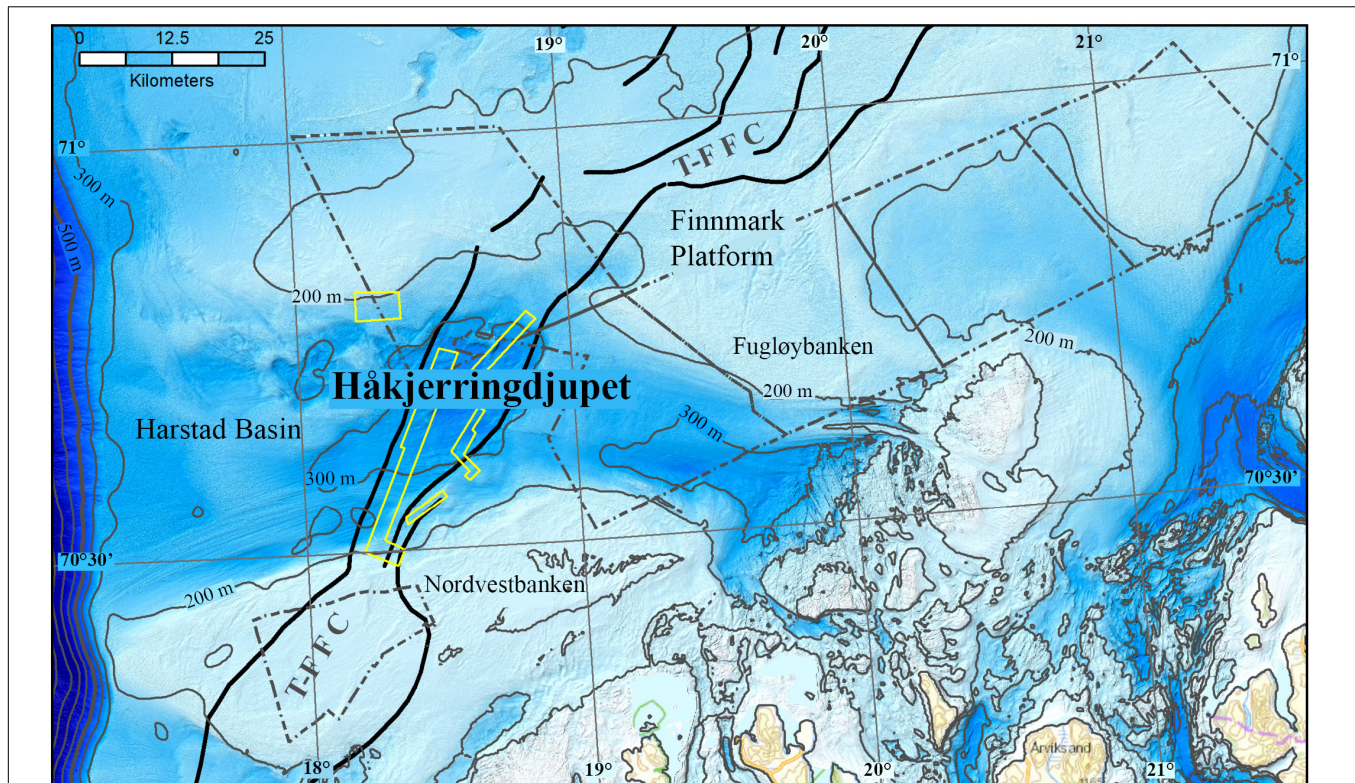 0 12.5 25
Kilometers
19°
20°
21°
71°
71°
300 m
500 m
T-F F C
Finnmark
Platform
200 m
Fugløybanken
200 m
200 m
Håkjerringdjupet
Harstad Basin
300 m
300 m
70°30'
70°30'
200 m
Nordvestbanken
T-F F C
Arviksand
1165
18°
19°
20°
21°